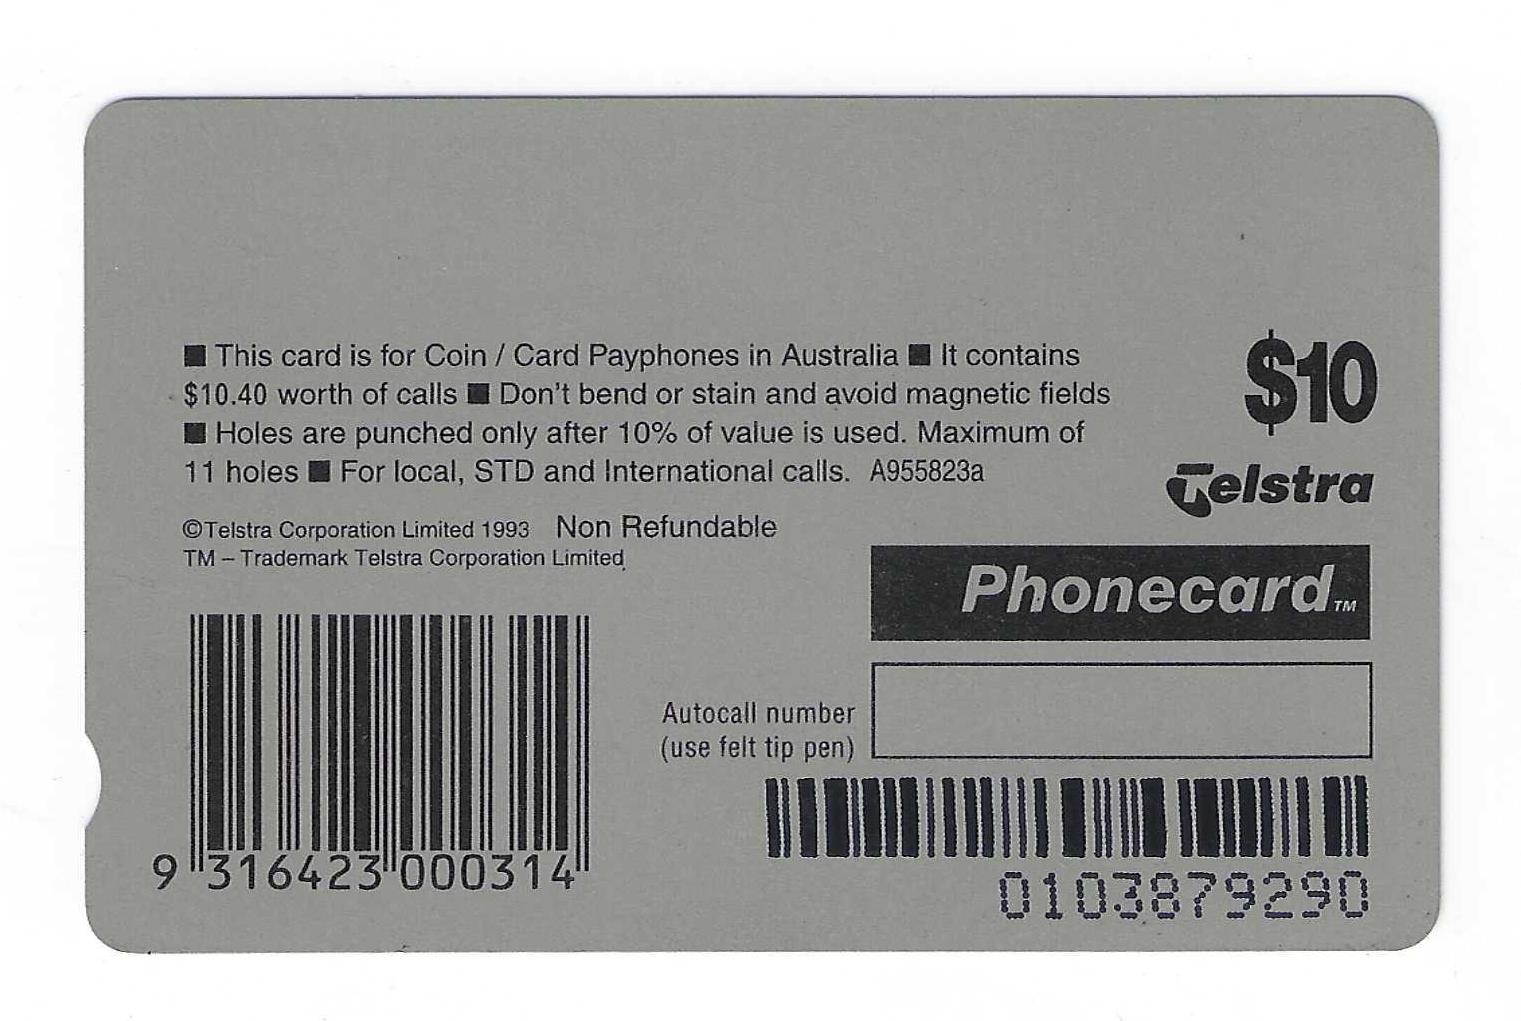 ■ This card is for Coin / Card Payphones in Australia ■ It contains
$10.40 worth of calls ■ Don't bend or stain and avoid magnetic fields
■ Holes are punched only after 10% of value is used. Maximum of
11 holes ■ For local, STD and International calls. A955823a
©Telstra Corporation Limited 1993 Non Refundable
TM – Trademark Telstra Corporation Limited
$10
Telstra
Phonecard TM
Autocall number
(use felt tip pen)
9 316423 000314
0103879290